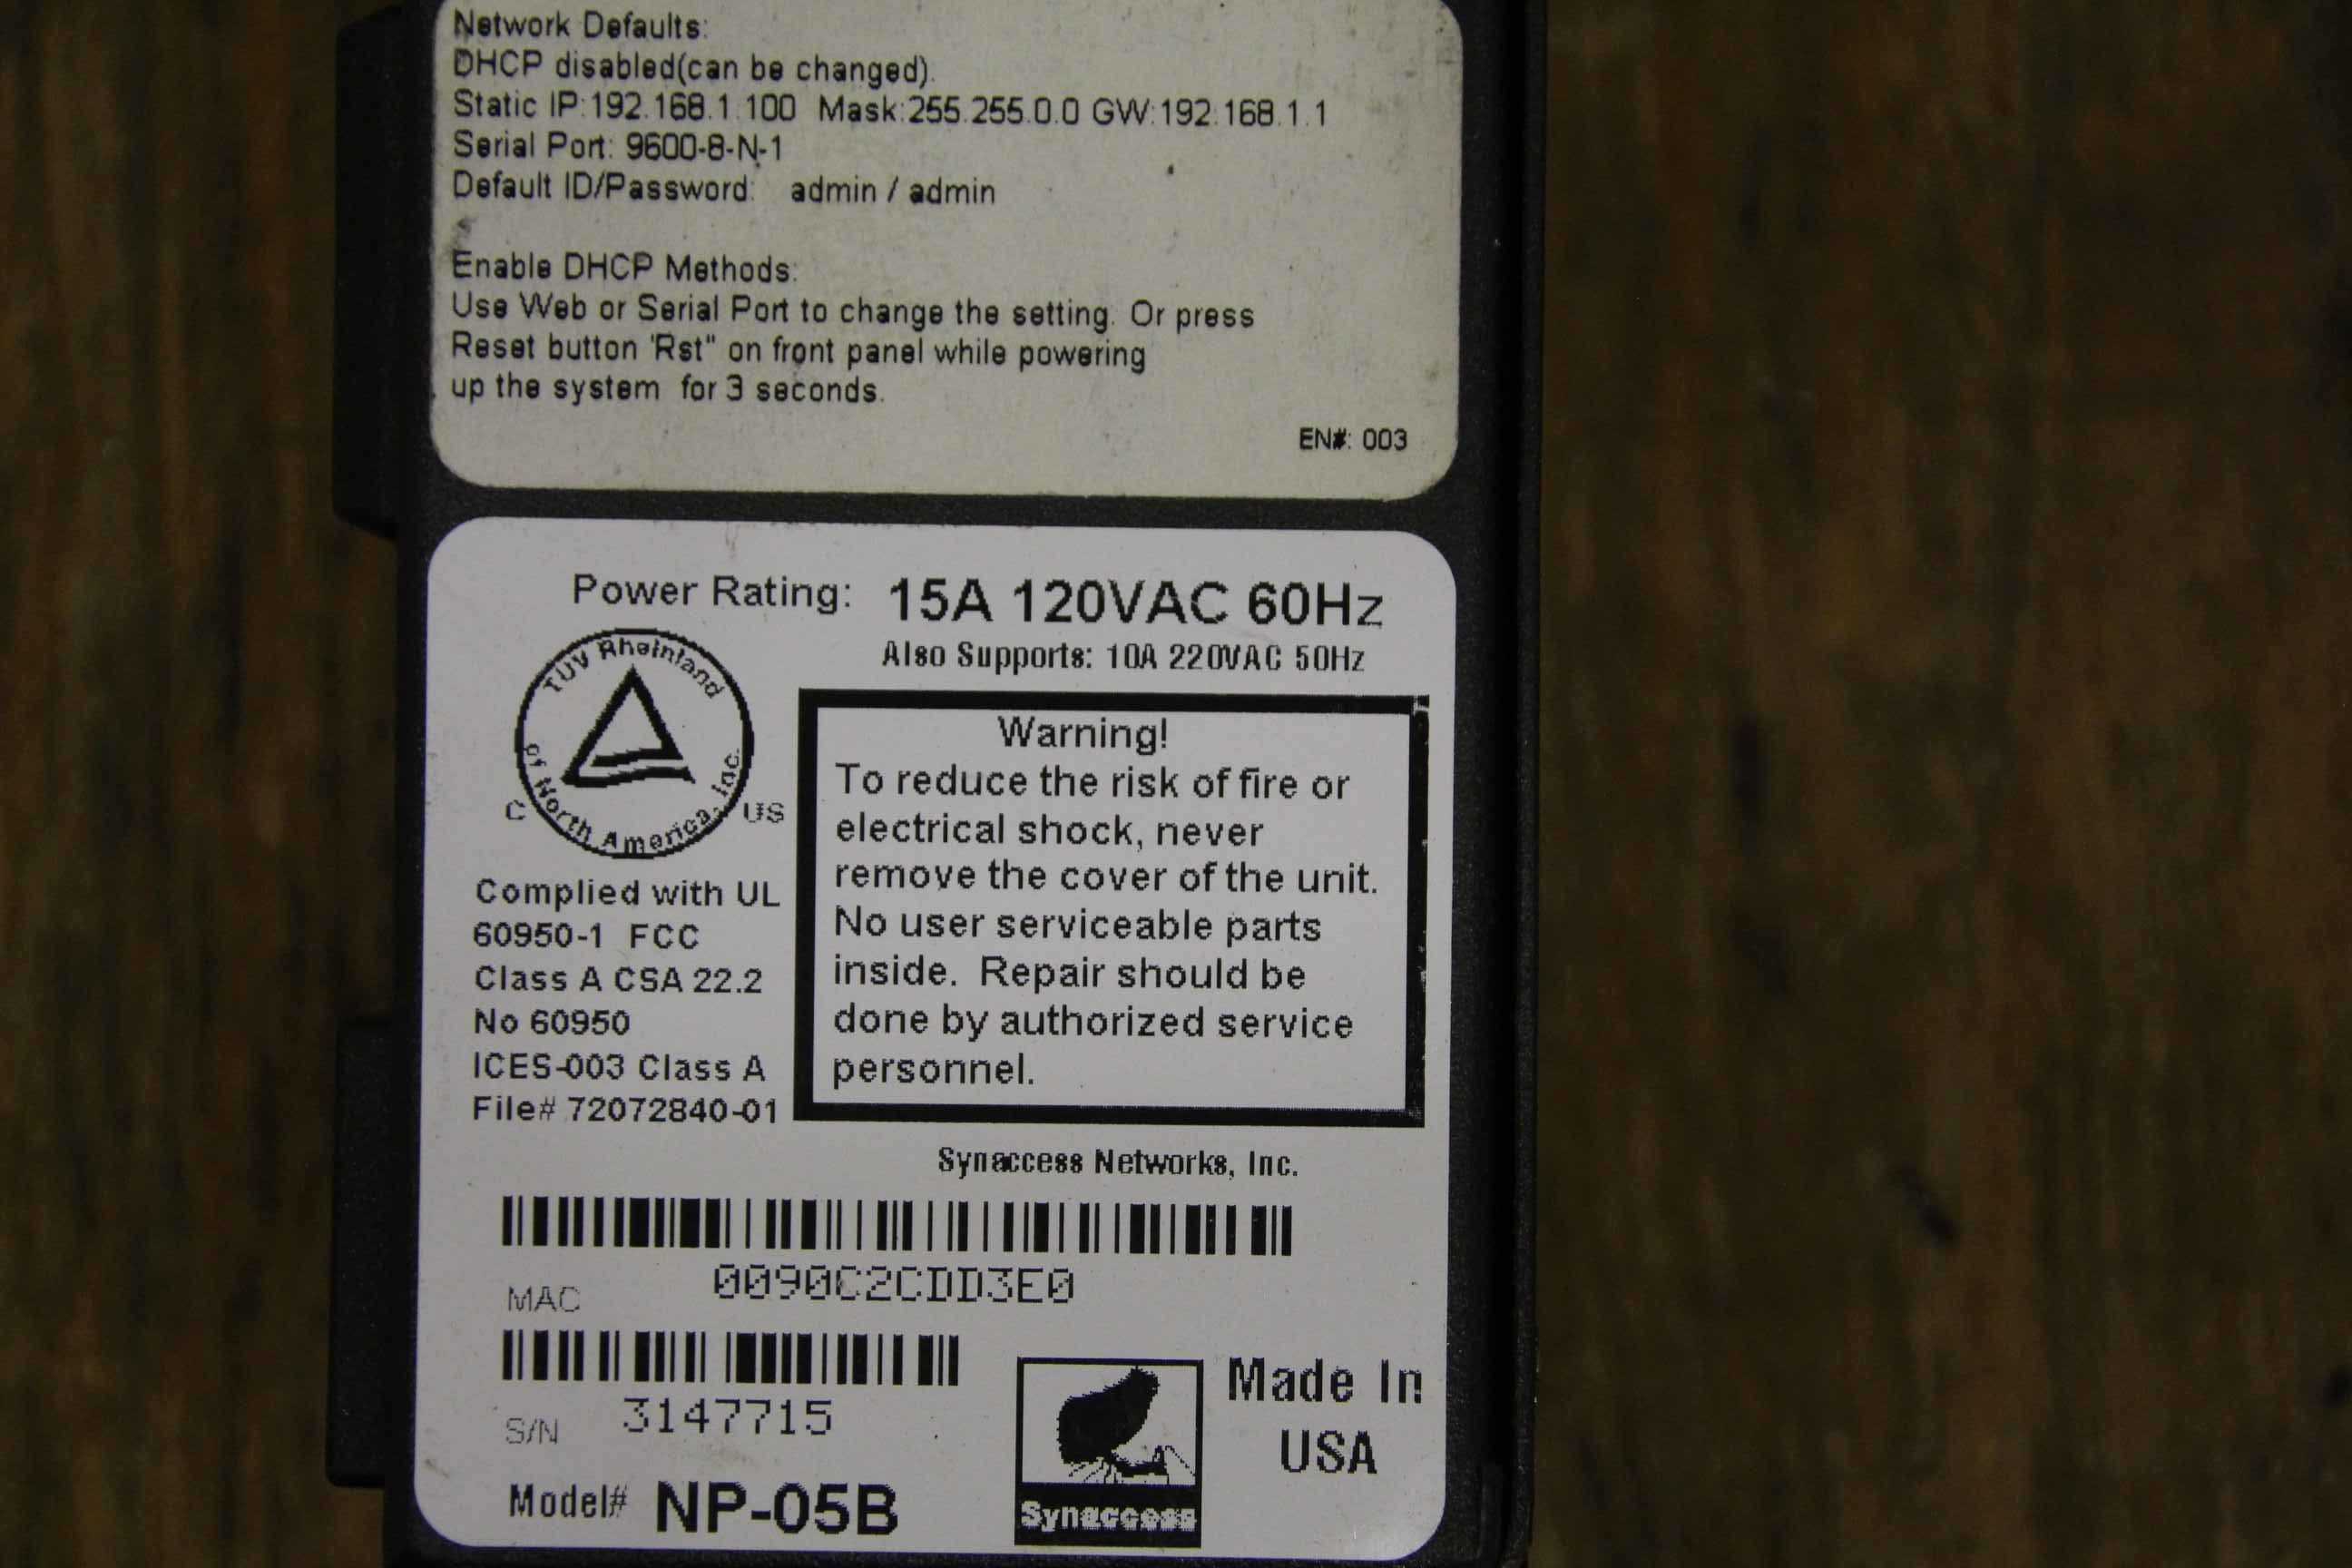 Network Defaults:
DHCP disabled(can be changed).
Static IP:192.168.1.100 Mask:255.255.0.0 GW:192.168.1.1
Serial Port: 9600-8-N-1
Default ID/Password: admin / admin
Enable DHCP Methods:
Use Web or Serial Port to change the setting. Or press
Reset button 'Rst" on front panel while powering
up the system for 3 seconds.
EN#: 003
Power Rating: 15A 120VAC 60Hz
Also Supports: 10A 220VAC 50Hz
TUV Rheinland
of North America, Inc.
C US
Complied with UL
60950-1 FCC
Class A CSA 22.2
No 60950
ICES-003 Class A
File# 72072840-01
Warning!
To reduce the risk of fire or
electrical shock, never
remove the cover of the unit.
No user serviceable parts
inside. Repair should be
done by authorized service
personnel.
Synaccess Networks, Inc.
MAC 0090C2CDD3E0
S/N 3147715
Model# NP-05B
Synaccess
Made In
USA